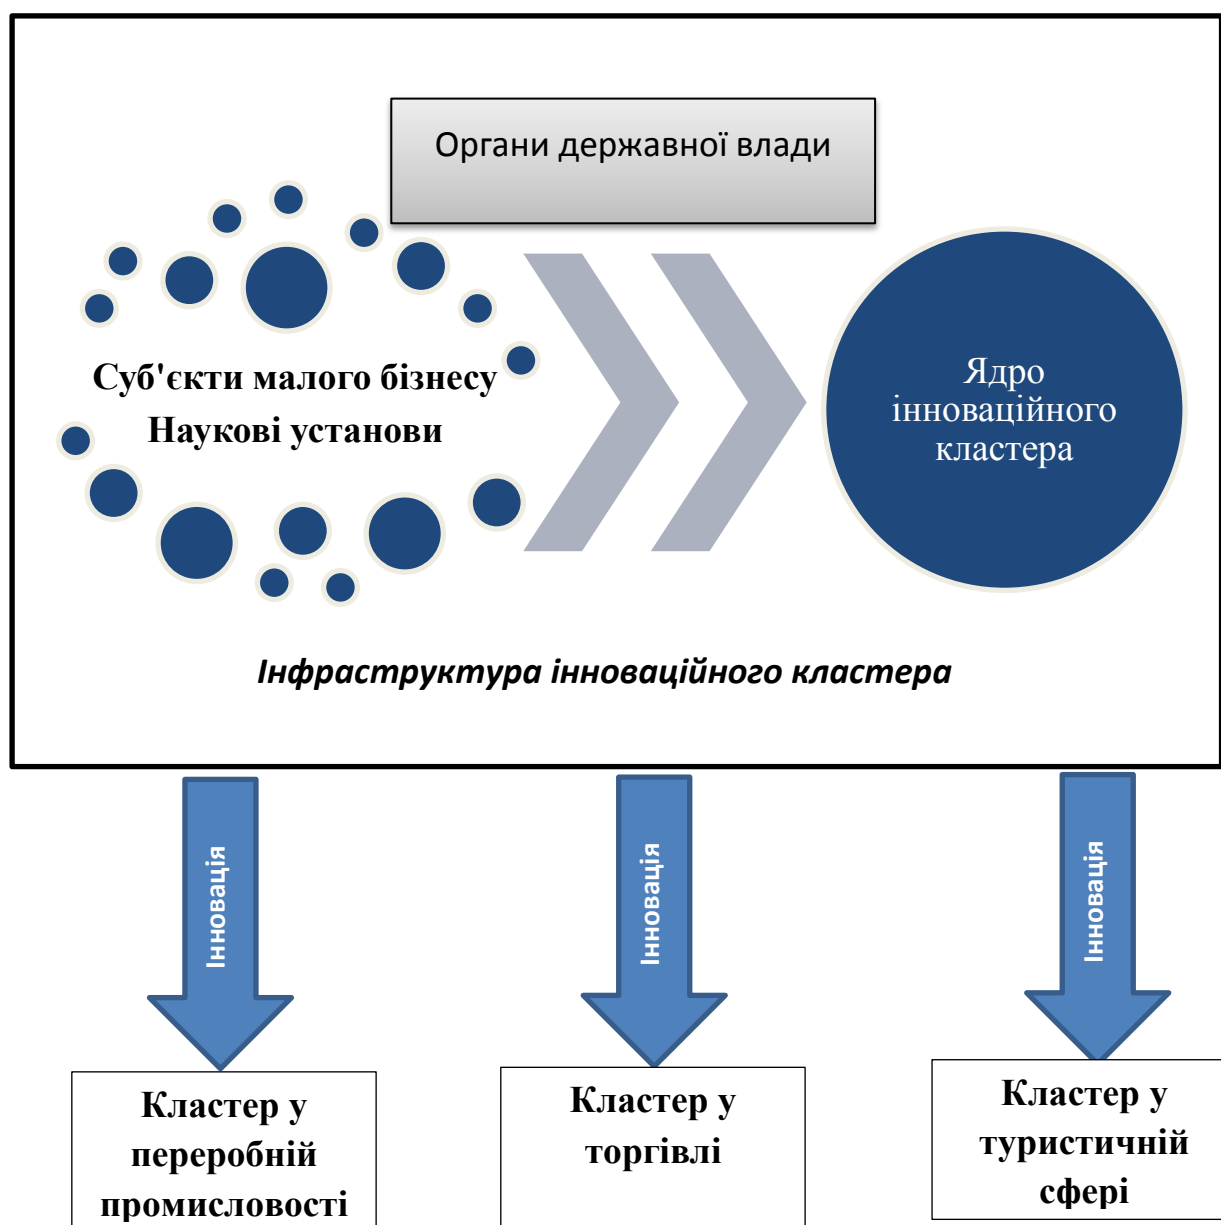 Органи державної влади
Суб'єкти малого бізнесу
Наукові установи
Ядро
інноваційного
кластера
Інфраструктура інноваційного кластера
Інновація
Інновація
Інновація
Кластер у
переробній
промисловості
Кластер у
торгівлі
Кластер у
туристичній
сфері